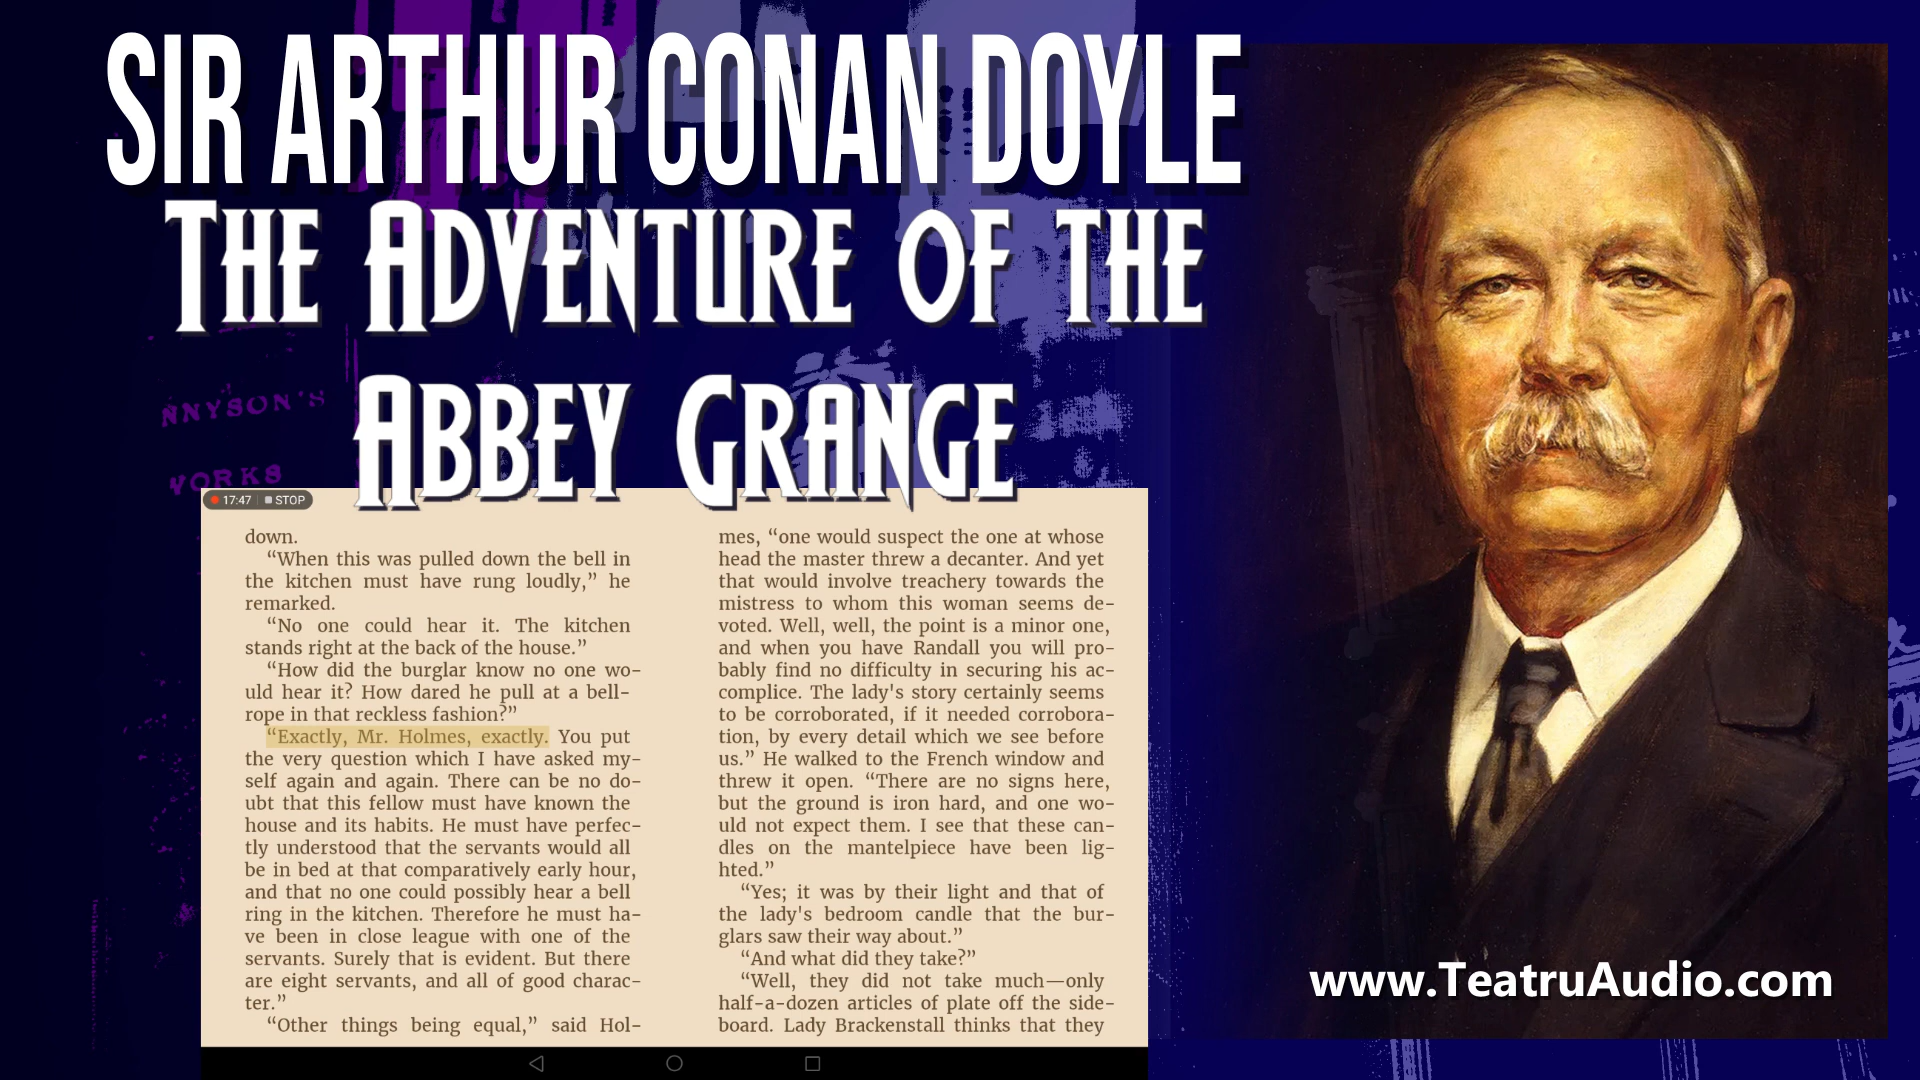 SIR ARTHUR CONAN DOYLE
THE ADVENTURE OF THE
ABBEY GRANGE
NNYSON'S
WORKS
17:47 STOP
down.
“When this was pulled down the bell in
the kitchen must have rung loudly,” he
remarked.
“No one could hear it. The kitchen
stands right at the back of the house.”
“How did the burglar know no one wo-
uld hear it? How dared he pull at a bell-
rope in that reckless fashion?”
“Exactly, Mr. Holmes, exactly. You put
the very question which I have asked my-
self again and again. There can be no do-
ubt that this fellow must have known the
house and its habits. He must have perfec-
tly understood that the servants would all
be in bed at that comparatively early hour,
and that no one could possibly hear a bell
ring in the kitchen. Therefore he must ha-
ve been in close league with one of the
servants. Surely that is evident. But there
are eight servants, and all of good charac-
ter.”
“Other things being equal,” said Hol-
mes, “one would suspect the one at whose
head the master threw a decanter. And yet
that would involve treachery towards the
mistress to whom this woman seems de-
voted. Well, well, the point is a minor one,
and when you have Randall you will pro-
bably find no difficulty in securing his ac-
complice. The lady's story certainly seems
to be corroborated, if it needed corrobora-
tion, by every detail which we see before
us.” He walked to the French window and
threw it open. “There are no signs here,
but the ground is iron hard, and one wo-
uld not expect them. I see that these can-
dles on the mantelpiece have been lig-
hted.”
“Yes; it was by their light and that of
the lady's bedroom candle that the bur-
glars saw their way about.”
“And what did they take?”
“Well, they did not take much—only
half-a-dozen articles of plate off the side-
board. Lady Brackenstall thinks that they
www.TeatruAudio.com